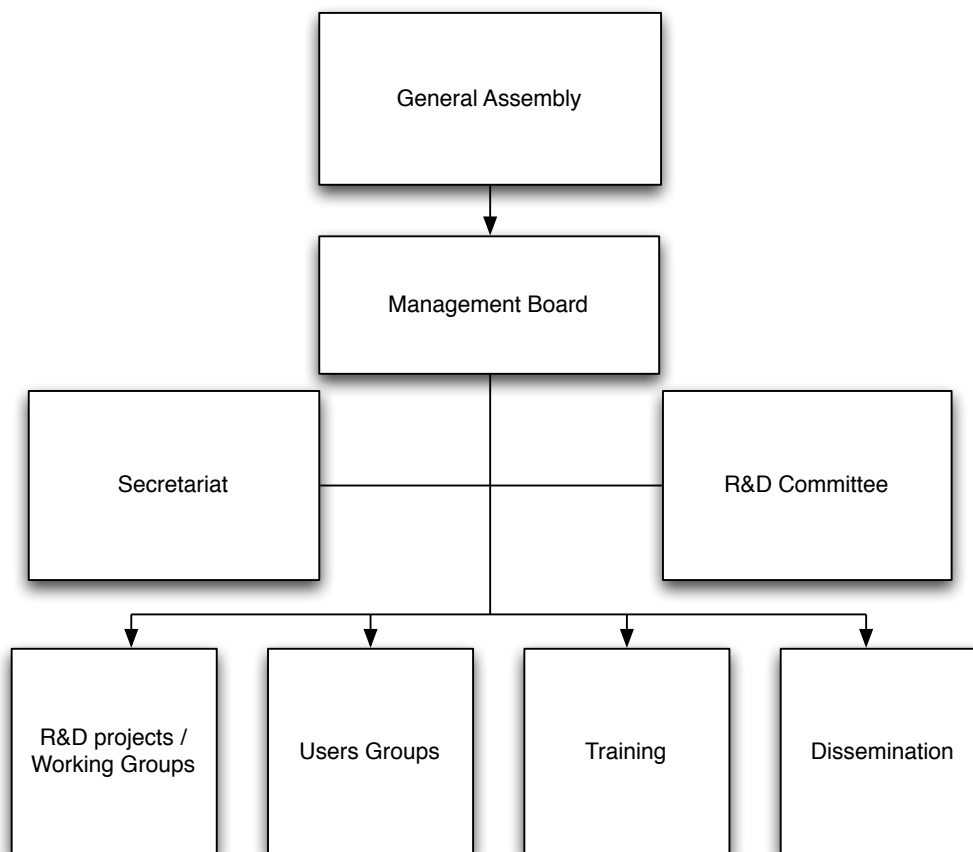 General Assembly
Management Board
Secretariat
R&D Committee
R&D projects /
Working Groups
Users Groups
Training
Dissemination